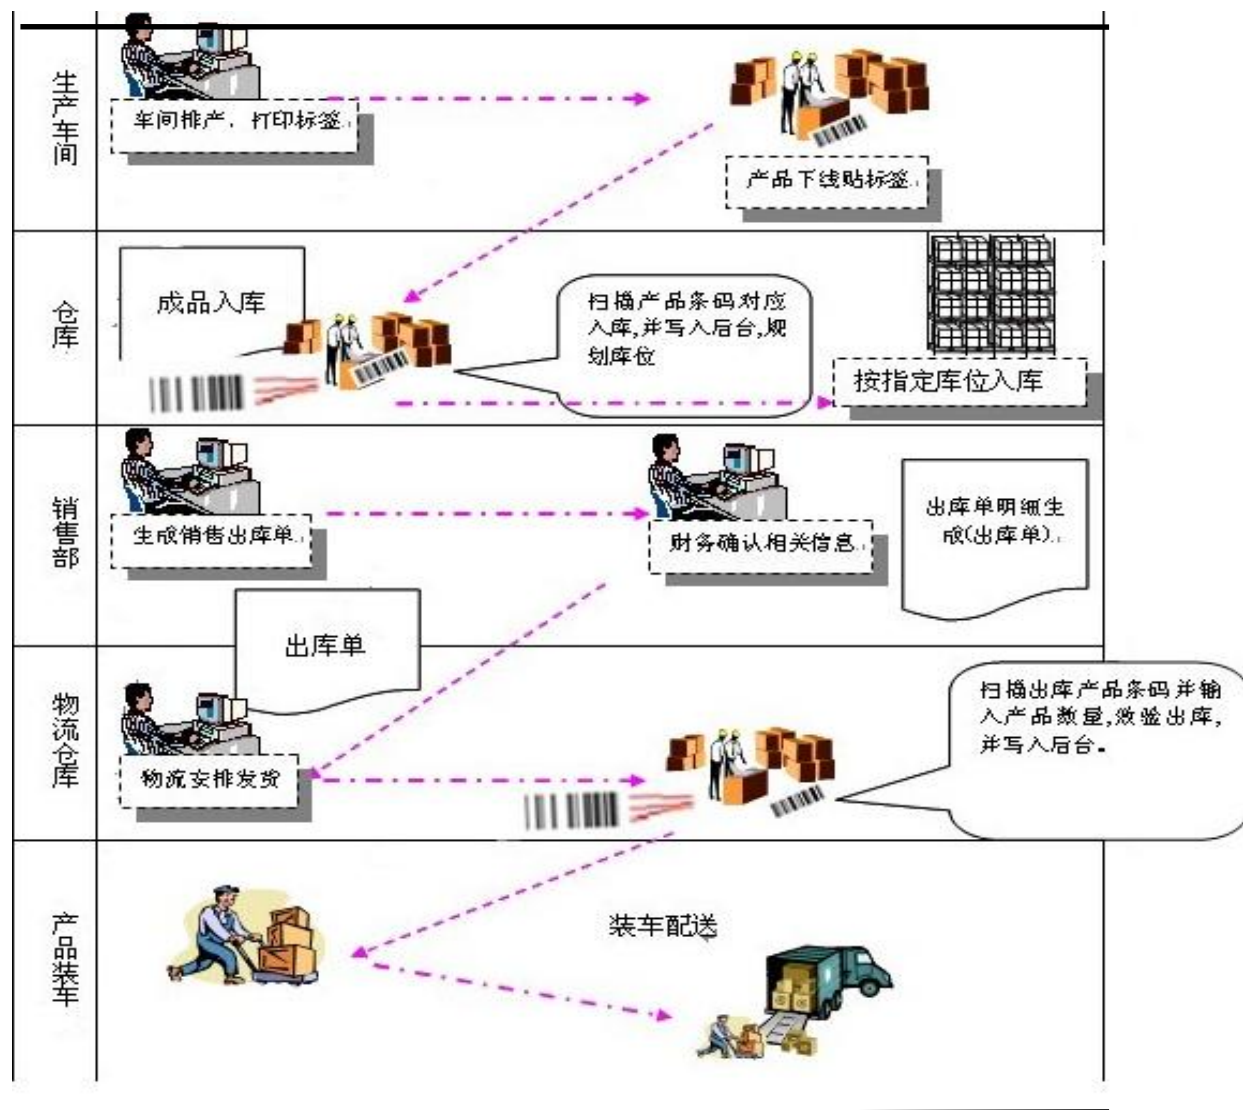 生产车间
车间排产、打印标签.
产品下线贴标签.
仓库
成品入库
扫描产品条码对应
入库,并写入后台,规
划库位
按指定库位入库
销售部
生成销售出库单.
财务确认相关信息.
出库单明细生
成(出库单).
出库单
物流仓库
物流安排发货
扫描出库产品条码并输
入产品数量,效验出库,
并写入后台。
产品装车
装车配送